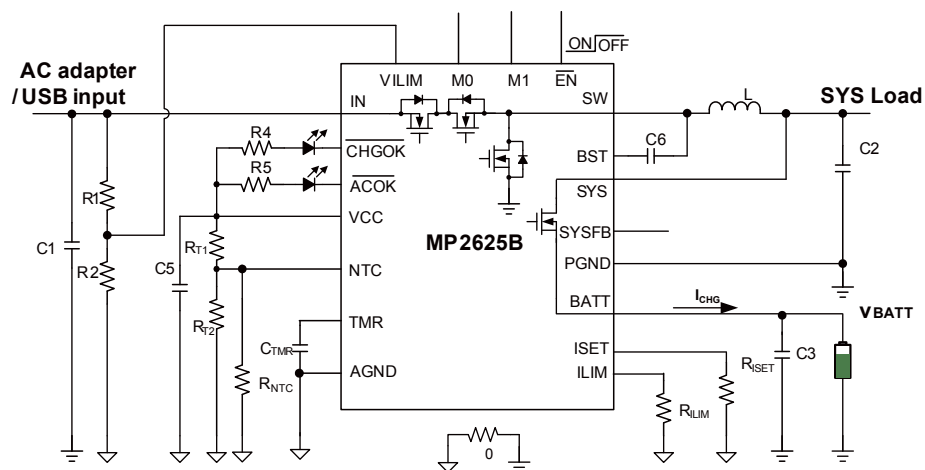 ON OFF
AC adapter
/USB input
VILIM M0 M1 EN
IN SW L SYS Load
R4 CHGOK C6 C2
BST
R5 ACOK SYS
R1
VCC SYSFB
C1 RT1 MP2625B
R2 C5 NTC PGND
BATT ICHG VBATT
RT2 TMR
CTMR ISET RISET C3
RNTC AGND ILIM
RILIM
0